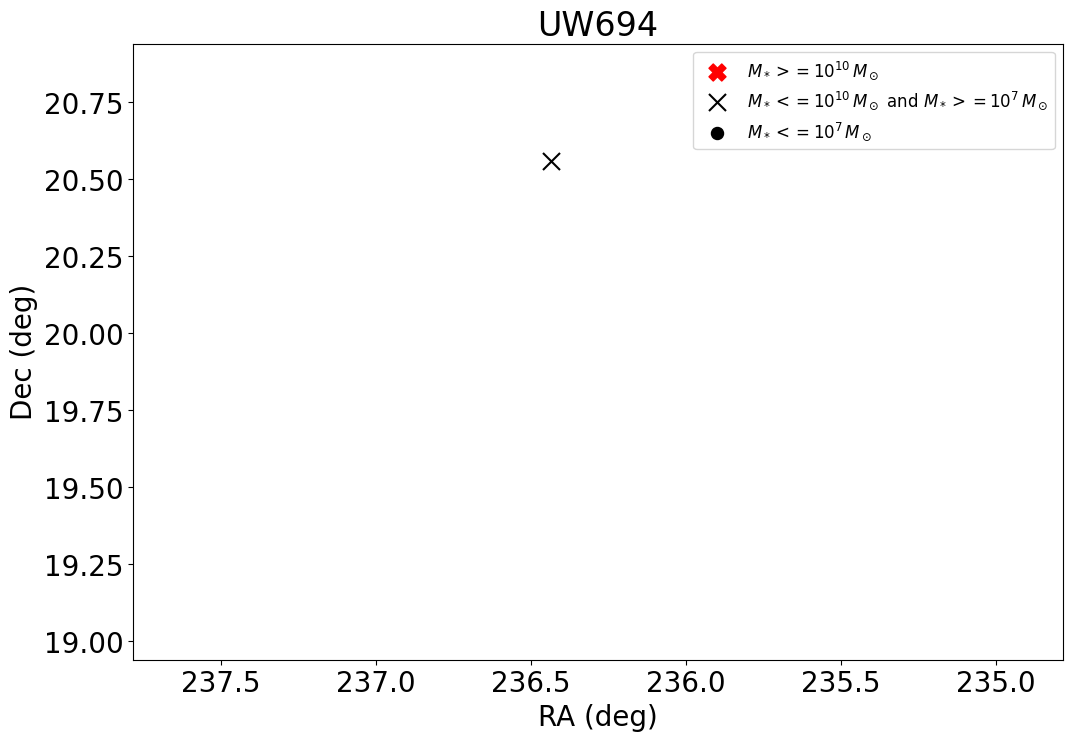 UW694
M* >= 10^10 M⊙
M* <= 10^10 M⊙ and M* >= 10^7 M⊙
M* <= 10^7 M⊙
20.75
20.50
20.25
20.00
19.75
19.50
19.25
19.00
Dec (deg)
237.5 237.0 236.5 236.0 235.5 235.0
RA (deg)